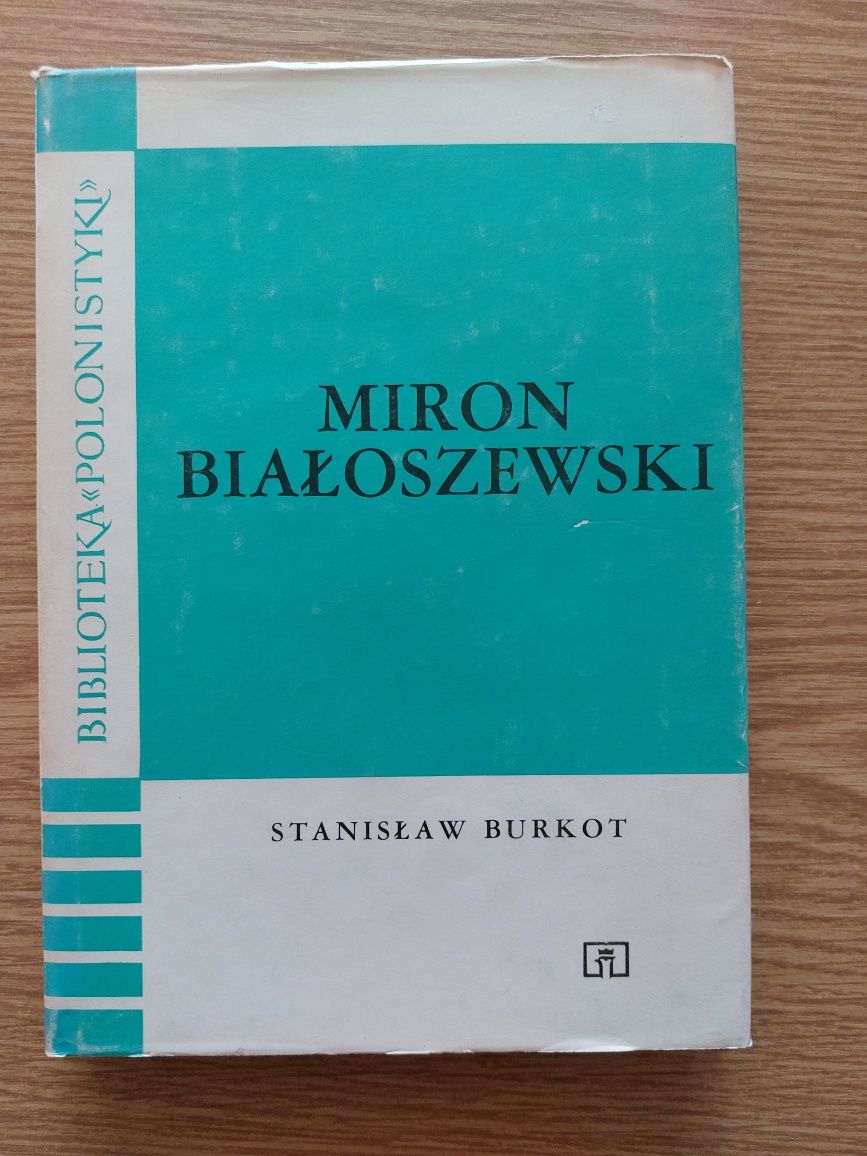 BIBLIOTEKA «POLONISTYKI»
MIRON
BIAŁOSZEWSKI
STANISŁAW BURKOT